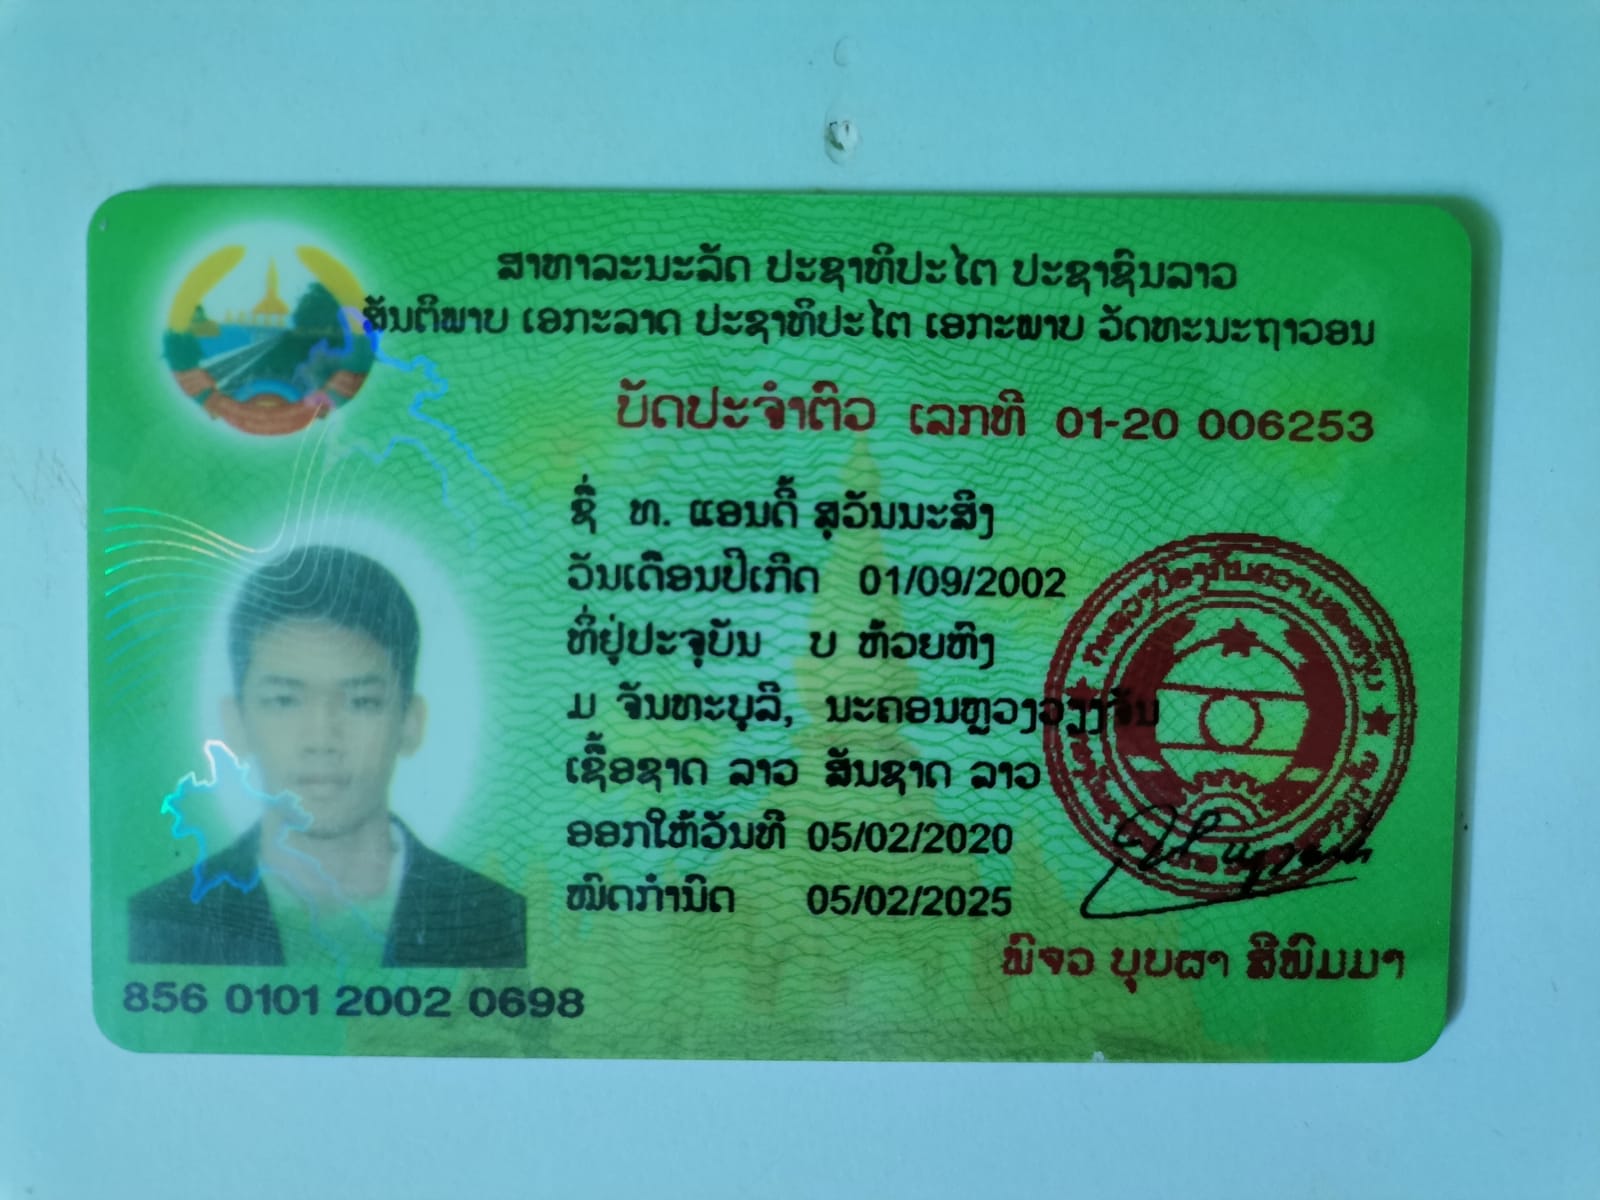 ສາທາລະນະລັດ ປະຊາທິປະໄຕ ປະຊາຊົນລາວ
ສັນຕິພາບ ເອກະລາດ ປະຊາທິປະໄຕ ເອກະພາບ ວັດທະນະຖາວອນ
ບັດປະຈຳຕົວ ເລກທີ 01-20 006253
ຊື່ ທ. ແອນດີ້ ສຸວັນນະສິງ
ວັນເດືອນປີເກີດ 01/09/2002
ທີ່ຢູ່ປະຈຸບັນ ບ ຫ້ວຍຫົງ
ມ ຈັນທະບຸລີ, ນະຄອນຫຼວງວຽງຈັນ
ເຊື້ອຊາດ ລາວ ສັນຊາດ ລາວ
ອອກໃຫ້ວັນທີ 05/02/2020
ໝົດກຳນົດ 05/02/2025
ພົຈວ ບຸບຜາ ສີພົມມາ
856 0101 2002 0698